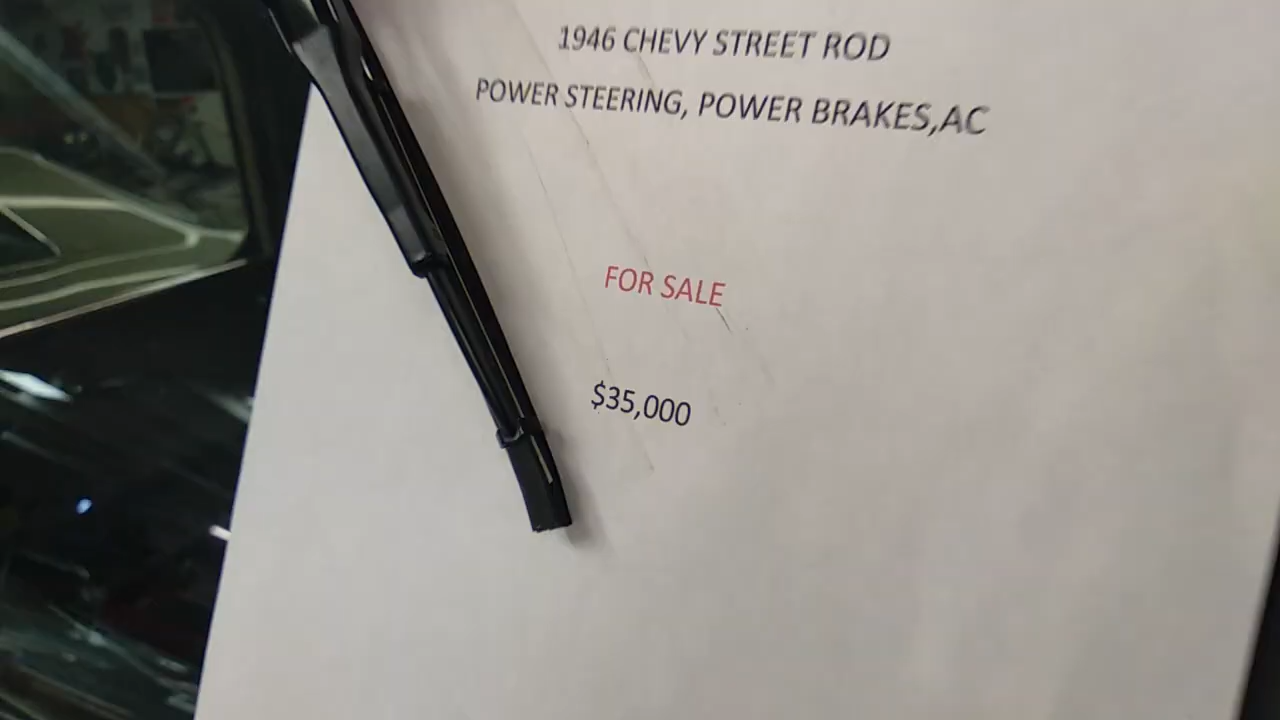 1946 CHEVY STREET ROD
POWER STEERING, POWER BRAKES,AC
FOR SALE
$35,000